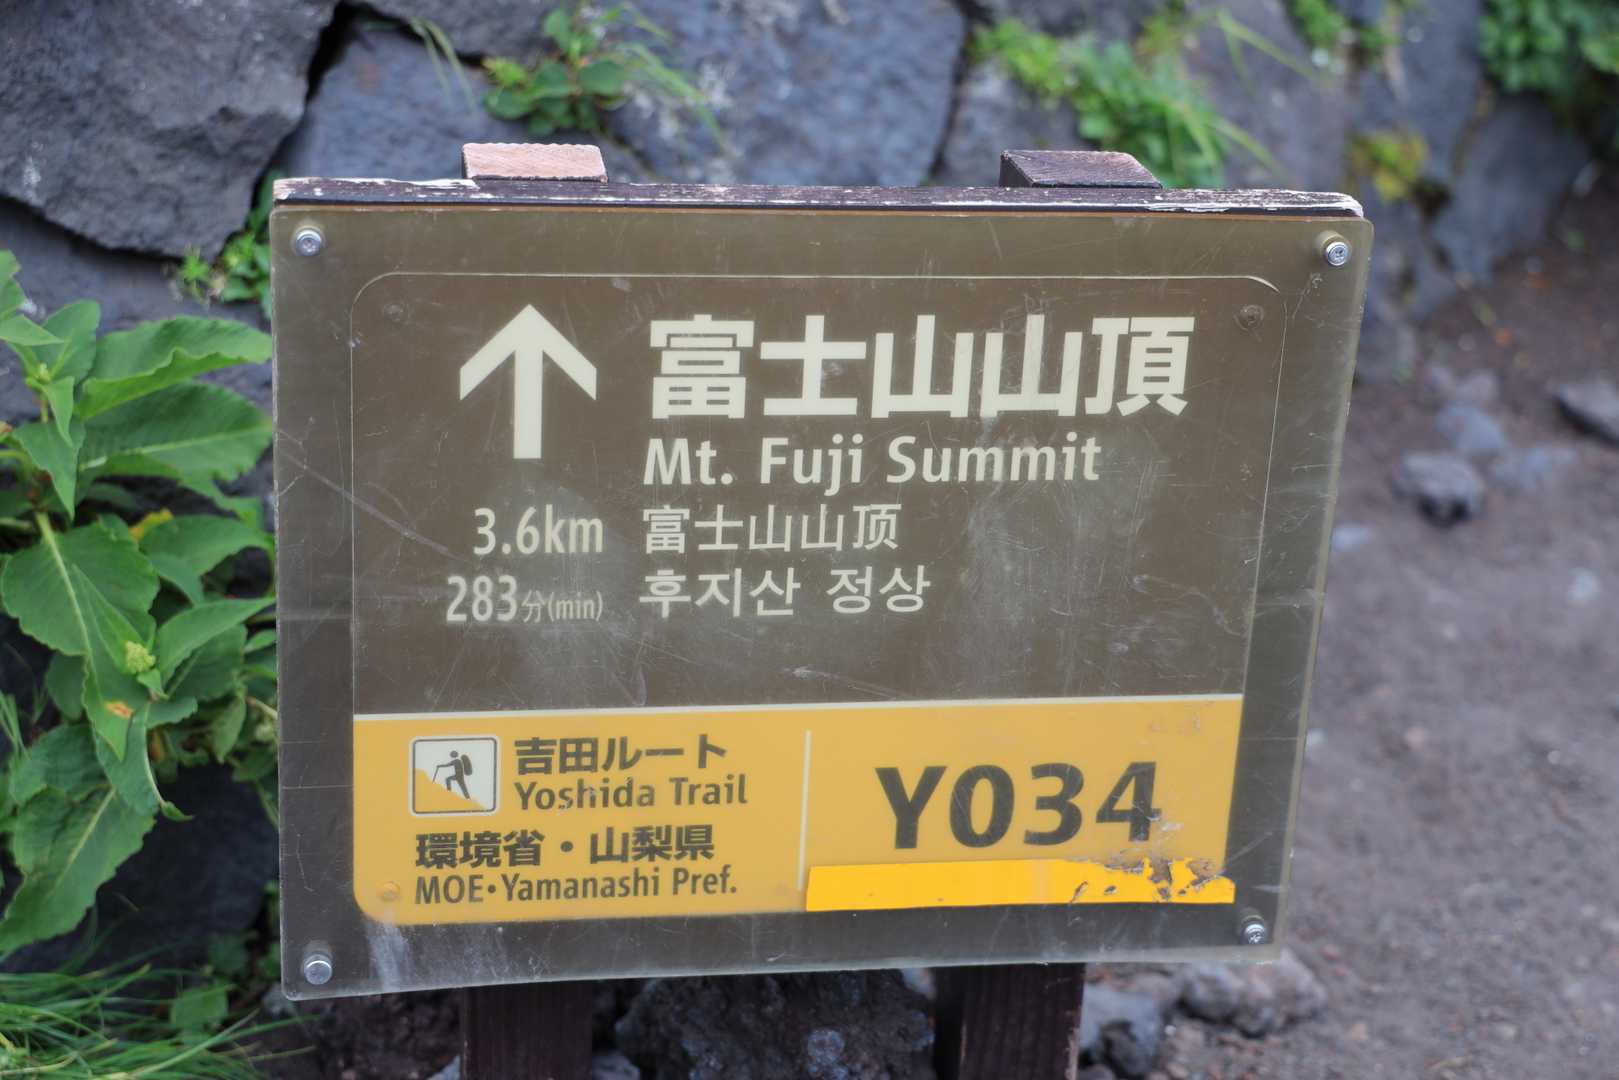 富士山山頂
Mt. Fuji Summit
3.6km
富士山山顶
283分(min)
후지산 정상
吉田ルート
Yoshida Trail
環境省・山梨県
MOE・Yamanashi Pref.
Y034